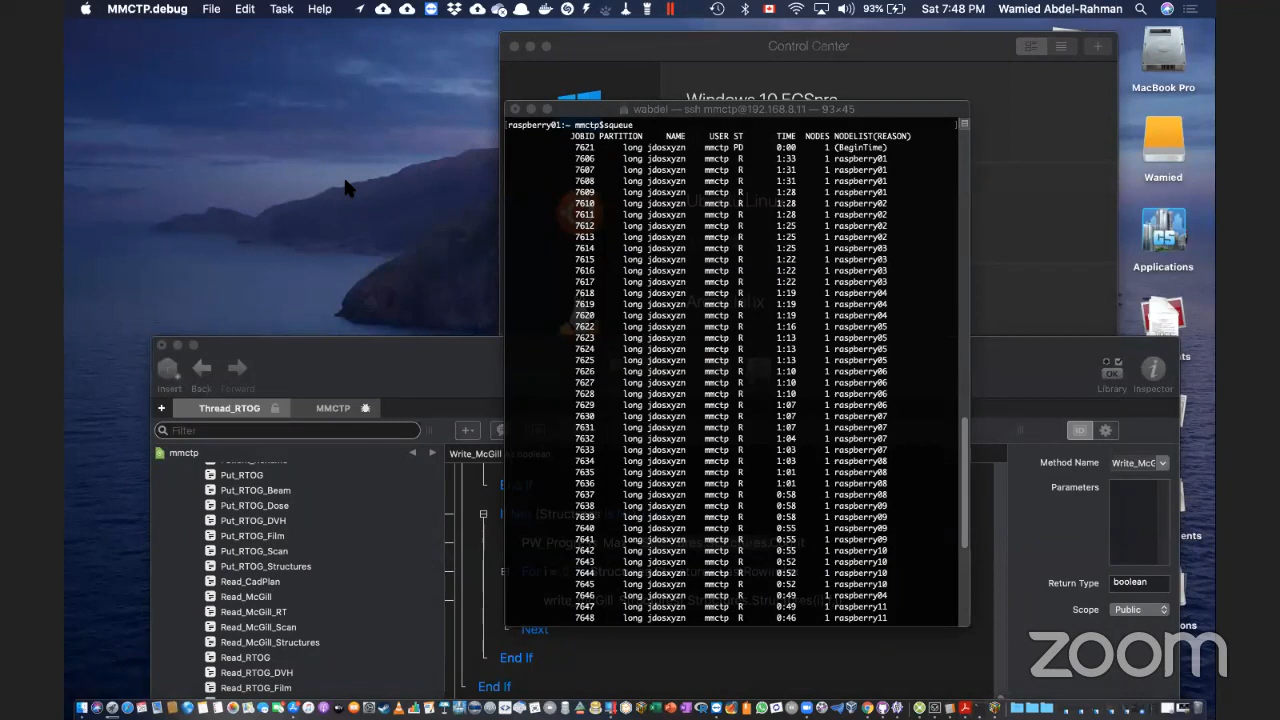 MMCTP.debug File Edit Task Help 93% Sat 7:48 PM Wamied Abdel-Rahman
Control Center
Windows 10 ECSpro
MacBook Pro
wabdel — ssh mmctp@192.168.8.11 — 93×45
[raspberry01:~ mmctp$squeue ]
JOBID PARTITION NAME USER ST TIME NODES NODELIST(REASON)
7621 long jdosxyzn mmctp PD 0:00 1 (BeginTime)
7606 long jdosxyzn mmctp R 1:33 1 raspberry01
7607 long jdosxyzn mmctp R 1:31 1 raspberry01
7608 long jdosxyzn mmctp R 1:31 1 raspberry01
7609 long jdosxyzn mmctp R 1:28 1 raspberry01
7610 long jdosxyzn mmctp R 1:28 1 raspberry02
7611 long jdosxyzn mmctp R 1:28 1 raspberry02
7612 long jdosxyzn mmctp R 1:25 1 raspberry02
7613 long jdosxyzn mmctp R 1:25 1 raspberry02
7614 long jdosxyzn mmctp R 1:25 1 raspberry03
7615 long jdosxyzn mmctp R 1:22 1 raspberry03
7616 long jdosxyzn mmctp R 1:22 1 raspberry03
7617 long jdosxyzn mmctp R 1:22 1 raspberry03
7618 long jdosxyzn mmctp R 1:19 1 raspberry04
7619 long jdosxyzn mmctp R 1:19 1 raspberry04
7620 long jdosxyzn mmctp R 1:19 1 raspberry04
7622 long jdosxyzn mmctp R 1:16 1 raspberry05
7623 long jdosxyzn mmctp R 1:13 1 raspberry05
7624 long jdosxyzn mmctp R 1:13 1 raspberry05
7625 long jdosxyzn mmctp R 1:13 1 raspberry05
7626 long jdosxyzn mmctp R 1:10 1 raspberry06
7627 long jdosxyzn mmctp R 1:10 1 raspberry06
7628 long jdosxyzn mmctp R 1:10 1 raspberry06
7629 long jdosxyzn mmctp R 1:07 1 raspberry06
7630 long jdosxyzn mmctp R 1:07 1 raspberry07
7631 long jdosxyzn mmctp R 1:07 1 raspberry07
7632 long jdosxyzn mmctp R 1:04 1 raspberry07
7633 long jdosxyzn mmctp R 1:03 1 raspberry07
7634 long jdosxyzn mmctp R 1:03 1 raspberry08
7635 long jdosxyzn mmctp R 1:01 1 raspberry08
7636 long jdosxyzn mmctp R 1:01 1 raspberry08
7637 long jdosxyzn mmctp R 0:58 1 raspberry08
7638 long jdosxyzn mmctp R 0:58 1 raspberry09
7639 long jdosxyzn mmctp R 0:58 1 raspberry09
7640 long jdosxyzn mmctp R 0:55 1 raspberry09
7641 long jdosxyzn mmctp R 0:55 1 raspberry09
7642 long jdosxyzn mmctp R 0:55 1 raspberry10
7643 long jdosxyzn mmctp R 0:52 1 raspberry10
7644 long jdosxyzn mmctp R 0:52 1 raspberry10
7645 long jdosxyzn mmctp R 0:52 1 raspberry10
7646 long jdosxyzn mmctp R 0:49 1 raspberry04
7647 long jdosxyzn mmctp R 0:49 1 raspberry11
7648 long jdosxyzn mmctp R 0:46 1 raspberry11
Wamied
Applications
Insert Back Forward
OK
Library Inspector
Thread_RTOG MMCTP
Filter
ID
mmctp
Put_RTOG
Put_RTOG_Beam
Put_RTOG_Dose
Put_RTOG_DVH
Put_RTOG_Film
Put_RTOG_Scan
Put_RTOG_Structures
Read_CadPlan
Read_McGill
Read_McGill_RT
Read_McGill_Scan
Read_McGill_Structures
Read_RTOG
Read_RTOG_DVH
Read_RTOG_Film
Write_McGill As boolean
End If
Next
End If
End If
Method Name Write_McG
Parameters
Return Type boolean
Scope Public
zoom